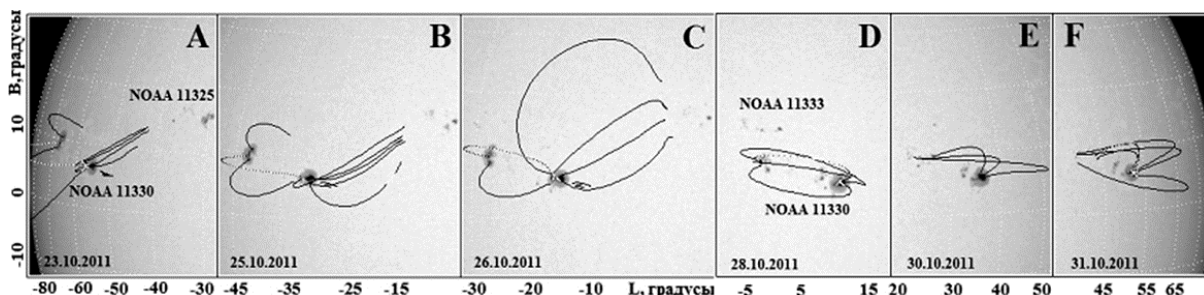 A B C D E F
NOAA 11325
NOAA 11333
NOAA 11330
NOAA 11330
23.10.2011 25.10.2011 26.10.2011 28.10.2011 30.10.2011 31.10.2011
В,градусы
10
0
-10
-80 -60 -50 -40 -30 -45 -35 -25 -15 -30 -20 -10 L, градусы -5 5 15 20 30 40 50 45 55 65